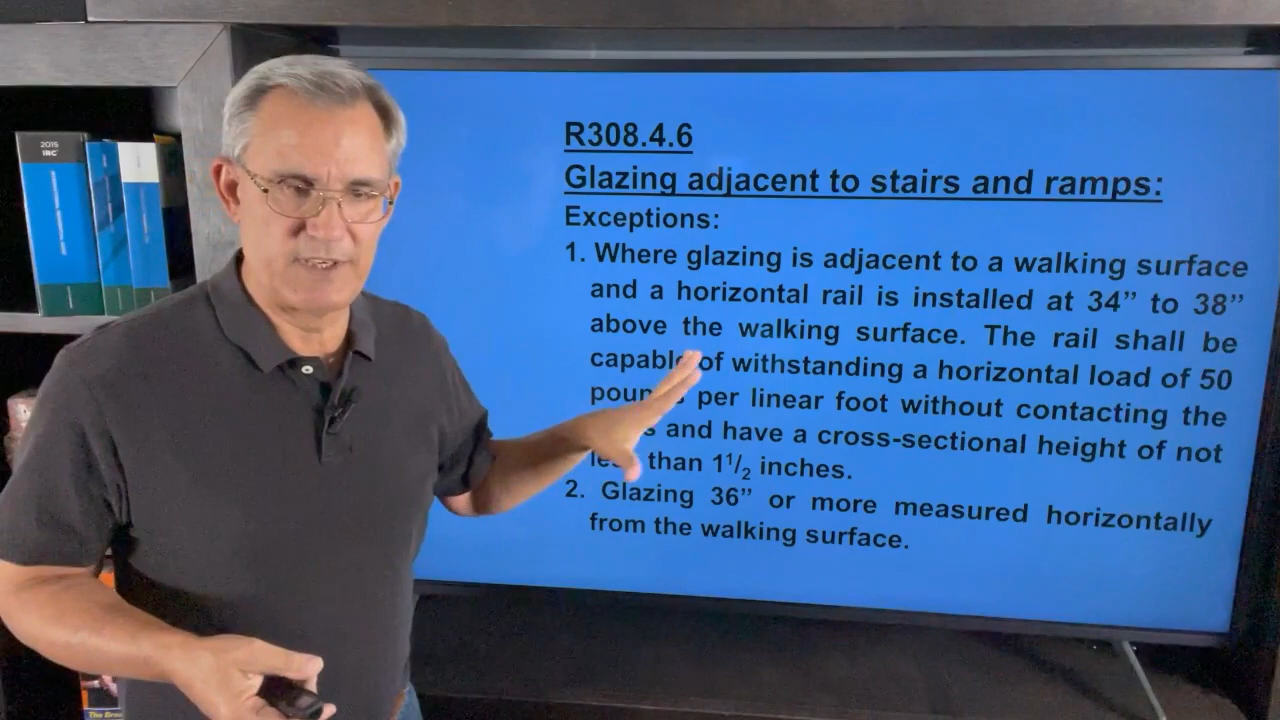 2015
IRC
R308.4.6
Glazing adjacent to stairs and ramps:
Exceptions:
1. Where glazing is adjacent to a walking surface
and a horizontal rail is installed at 34” to 38”
above the walking surface. The rail shall be
capable of withstanding a horizontal load of 50
per linear foot without contacting the
and have a cross-sectional height of not
than 1 1/2 inches.
2. Glazing 36” or more measured horizontally
from the walking surface.